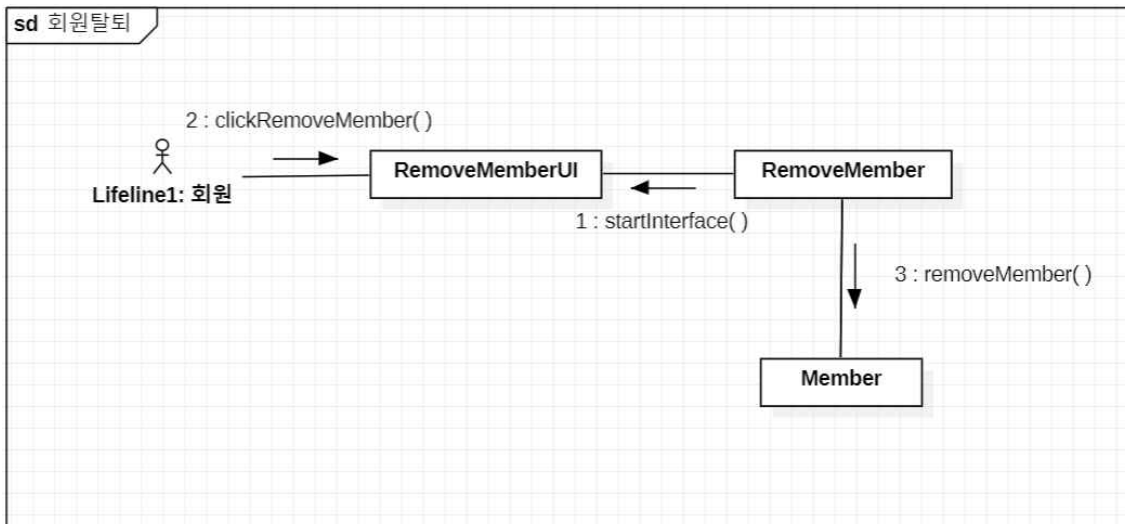 sd 회원탈퇴
2 : clickRemoveMember( )
Lifeline1: 회원
RemoveMemberUI
RemoveMember
1 : startInterface( )
3 : removeMember( )
Member